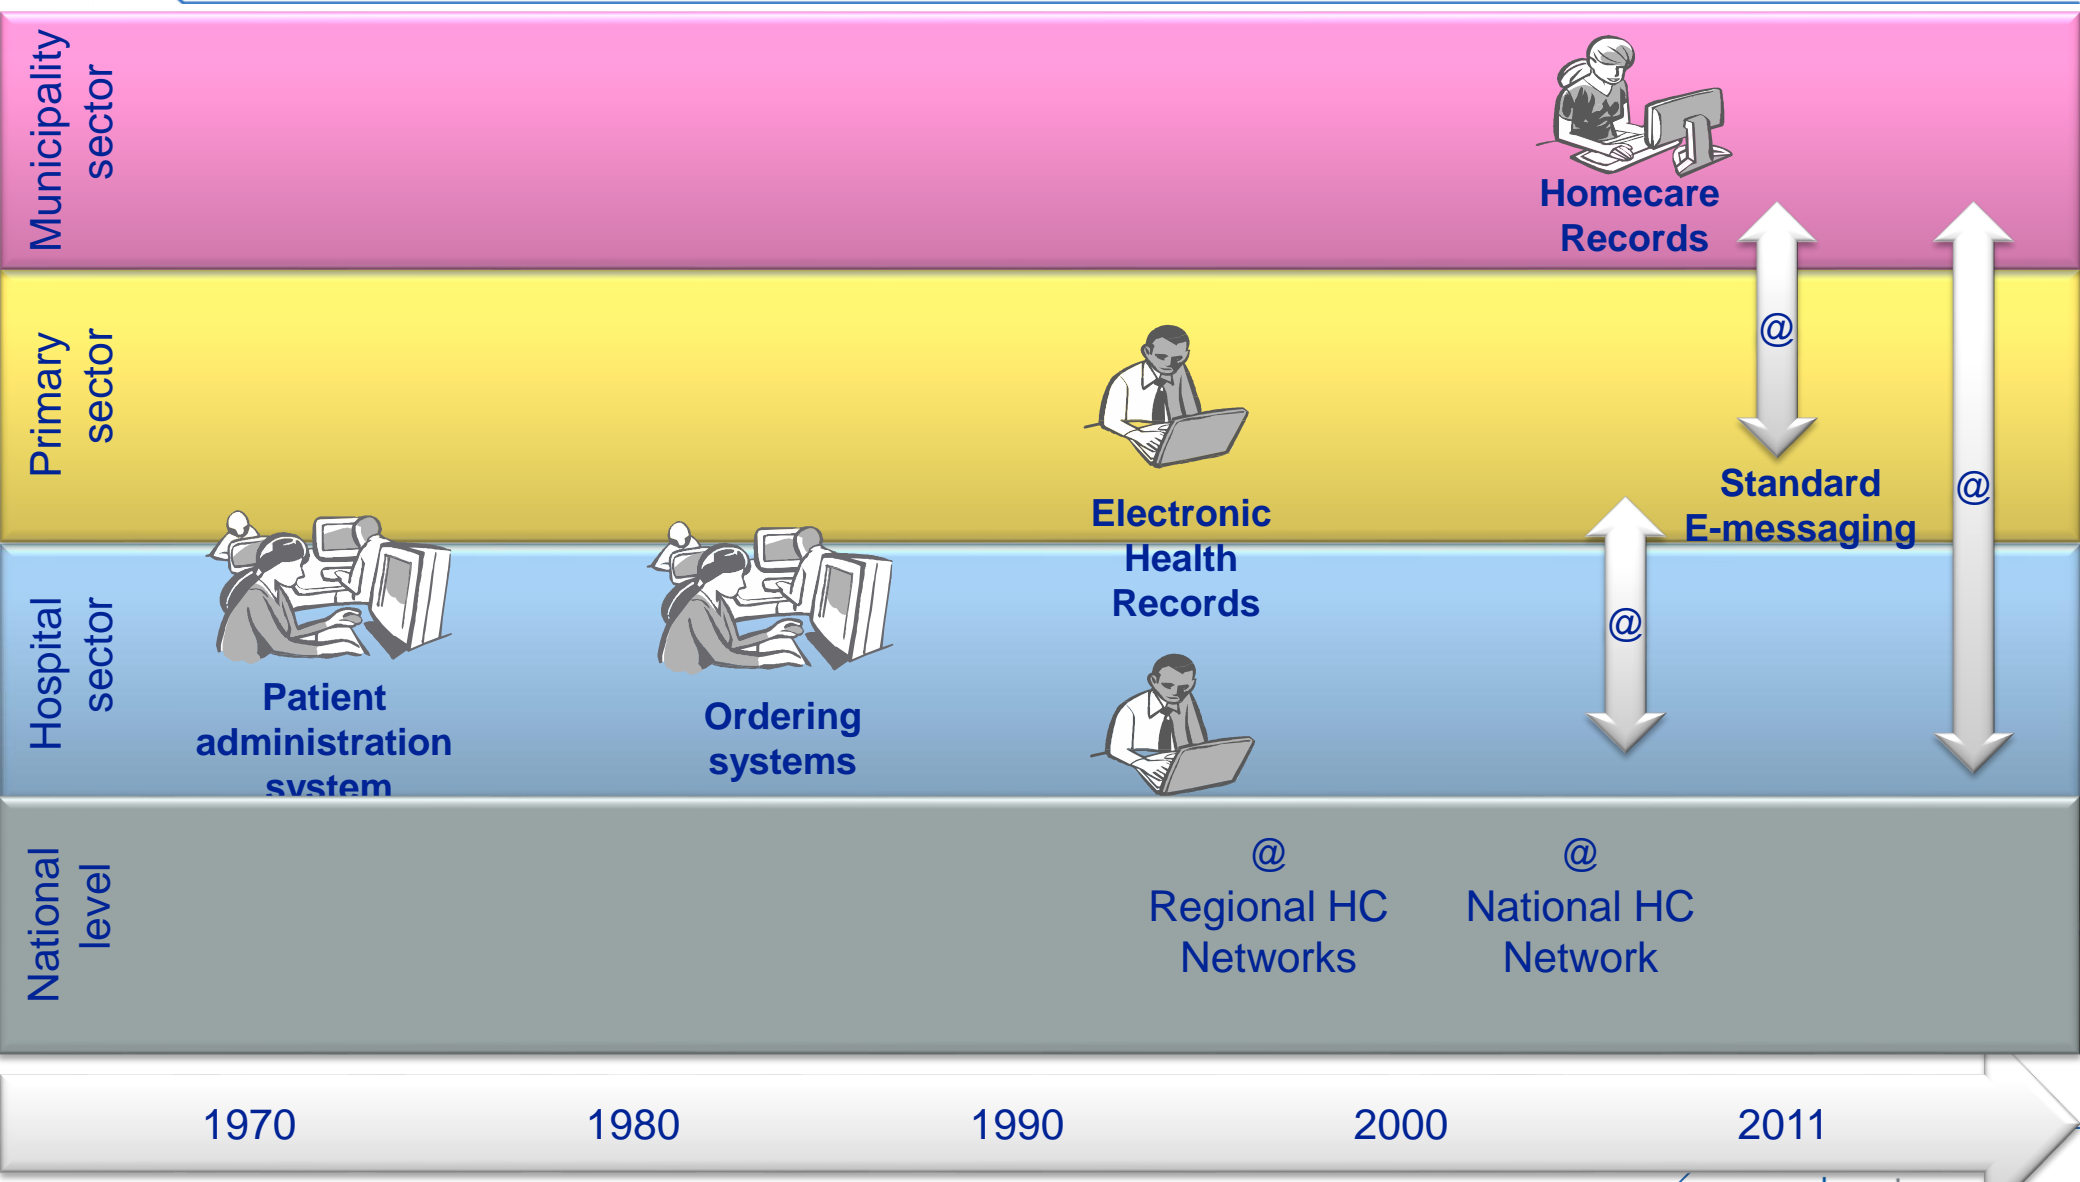 Municipality
sector
Homecare
Records
@
Primary
sector
Electronic
Health
Records
Standard
E-messaging
@
@
Hospital
sector
Patient
administration
system
Ordering
systems
National
level
@
Regional HC
Networks
@
National HC
Network
1970
1980
1990
2000
2011